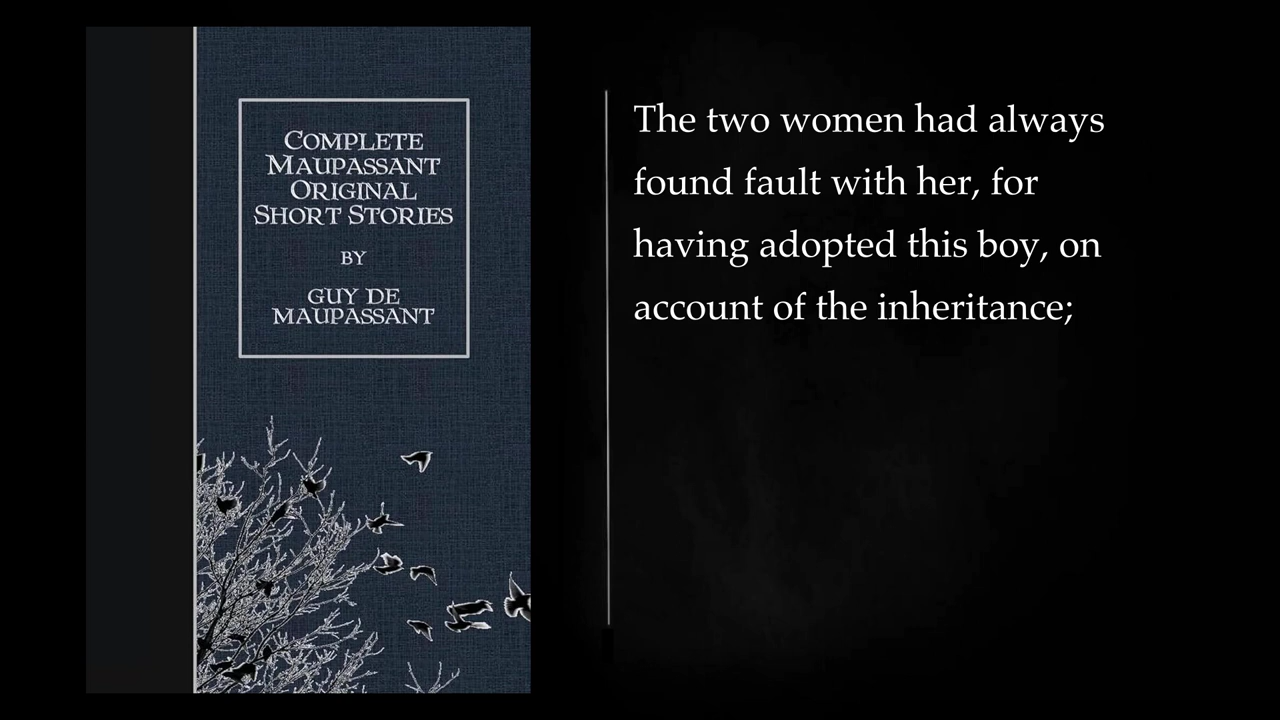 COMPLETE
MAUPASSANT
ORIGINAL
SHORT STORIES
BY
GUY DE
MAUPASSANT
The two women had always
found fault with her, for
having adopted this boy, on
account of the inheritance;